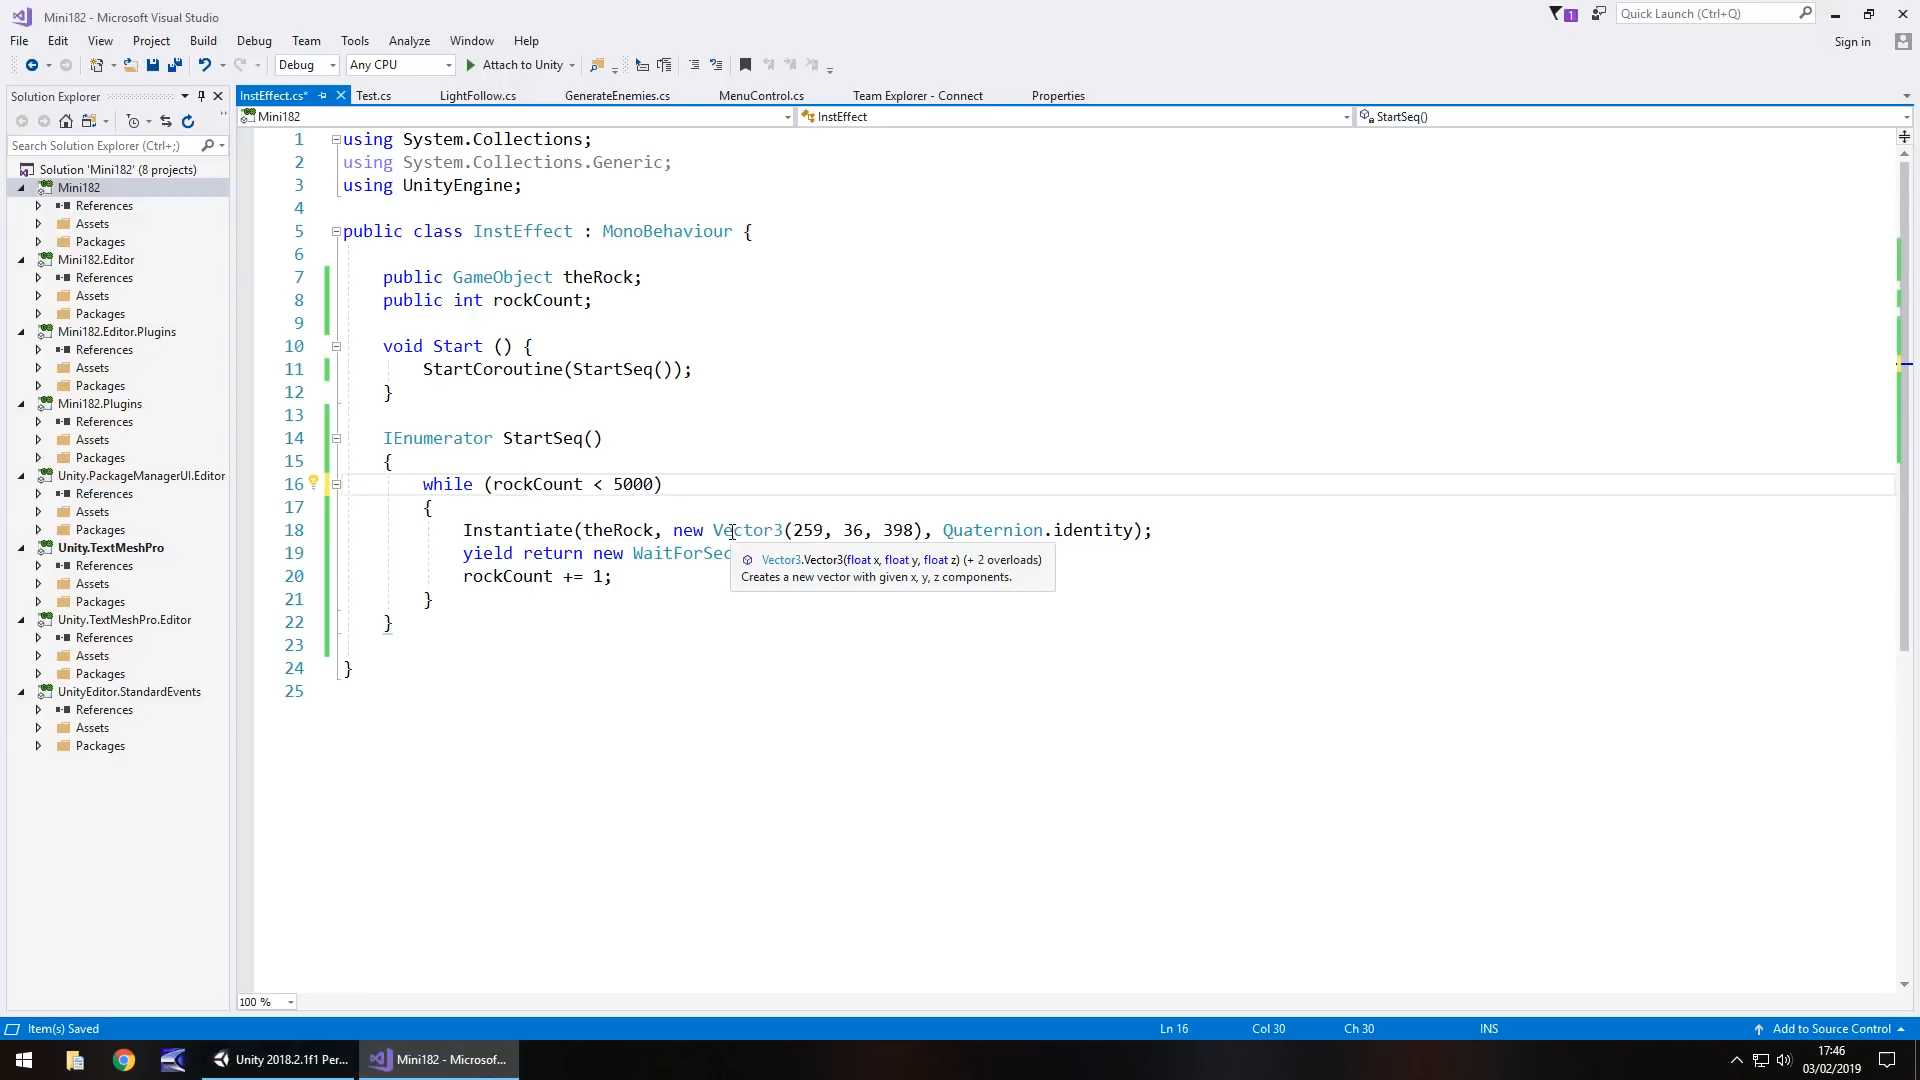 Mini182 - Microsoft Visual Studio
1
Quick Launch (Ctrl+Q)
File Edit View Project Build Debug Team Tools Analyze Window Help
Sign in
Debug Any CPU Attach to Unity
Solution Explorer
InstEffect.cs* Test.cs LightFollow.cs GenerateEnemies.cs MenuControl.cs Team Explorer - Connect Properties
Mini182 InstEffect StartSeq()
Search Solution Explorer (Ctrl+;)
Solution 'Mini182' (8 projects)
Mini182
References
Assets
Packages
Mini182.Editor
References
Assets
Packages
Mini182.Editor.Plugins
References
Assets
Packages
Mini182.Plugins
References
Assets
Packages
Unity.PackageManagerUI.Editor
References
Assets
Packages
Unity.TextMeshPro
References
Assets
Packages
Unity.TextMeshPro.Editor
References
Assets
Packages
UnityEditor.StandardEvents
References
Assets
Packages
1 using System.Collections;
2 using System.Collections.Generic;
3 using UnityEngine;
4
5 public class InstEffect : MonoBehaviour {
6
7 public GameObject theRock;
8 public int rockCount;
9
10 void Start () {
11 StartCoroutine(StartSeq());
12 }
13
14 IEnumerator StartSeq()
15 {
16 while (rockCount < 5000)
17 {
18 Instantiate(theRock, new Vector3(259, 36, 398), Quaternion.identity);
19 yield return new WaitForSec
20 rockCount += 1;
21 }
22 }
23
24 }
25
Vector3.Vector3(float x, float y, float z) (+ 2 overloads)
Creates a new vector with given x, y, z components.
100 %
Item(s) Saved Ln 16 Col 30 Ch 30 INS Add to Source Control
Unity 2018.2.1f1 Per... Mini182 - Microsof...
17:46
03/02/2019